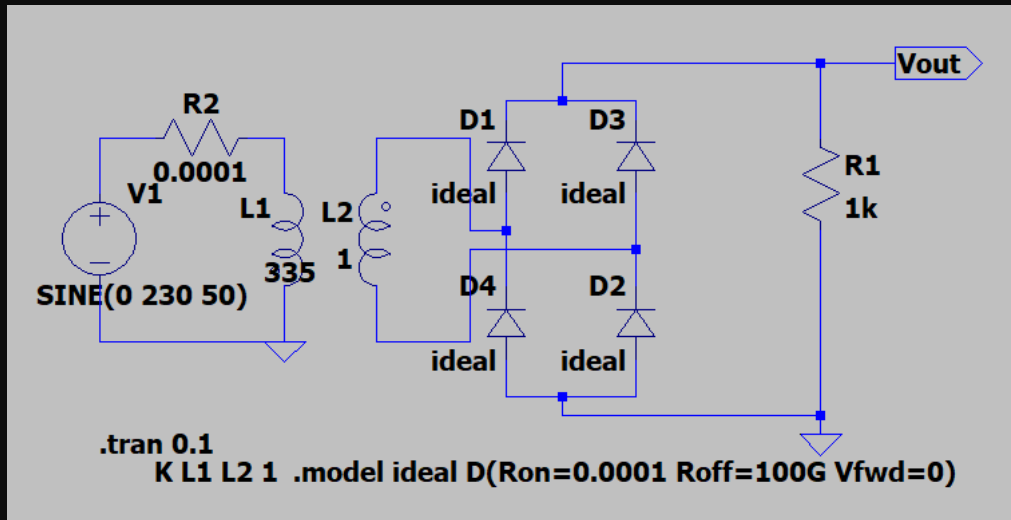 Vout
R2
D1
D3
0.0001
V1
R1
ideal
ideal
L1
L2
1k
1
335
D4
D2
SINE(0 230 50)
ideal
ideal
.tran 0.1
K L1 L2 1 .model ideal D(Ron=0.0001 Roff=100G Vfwd=0)